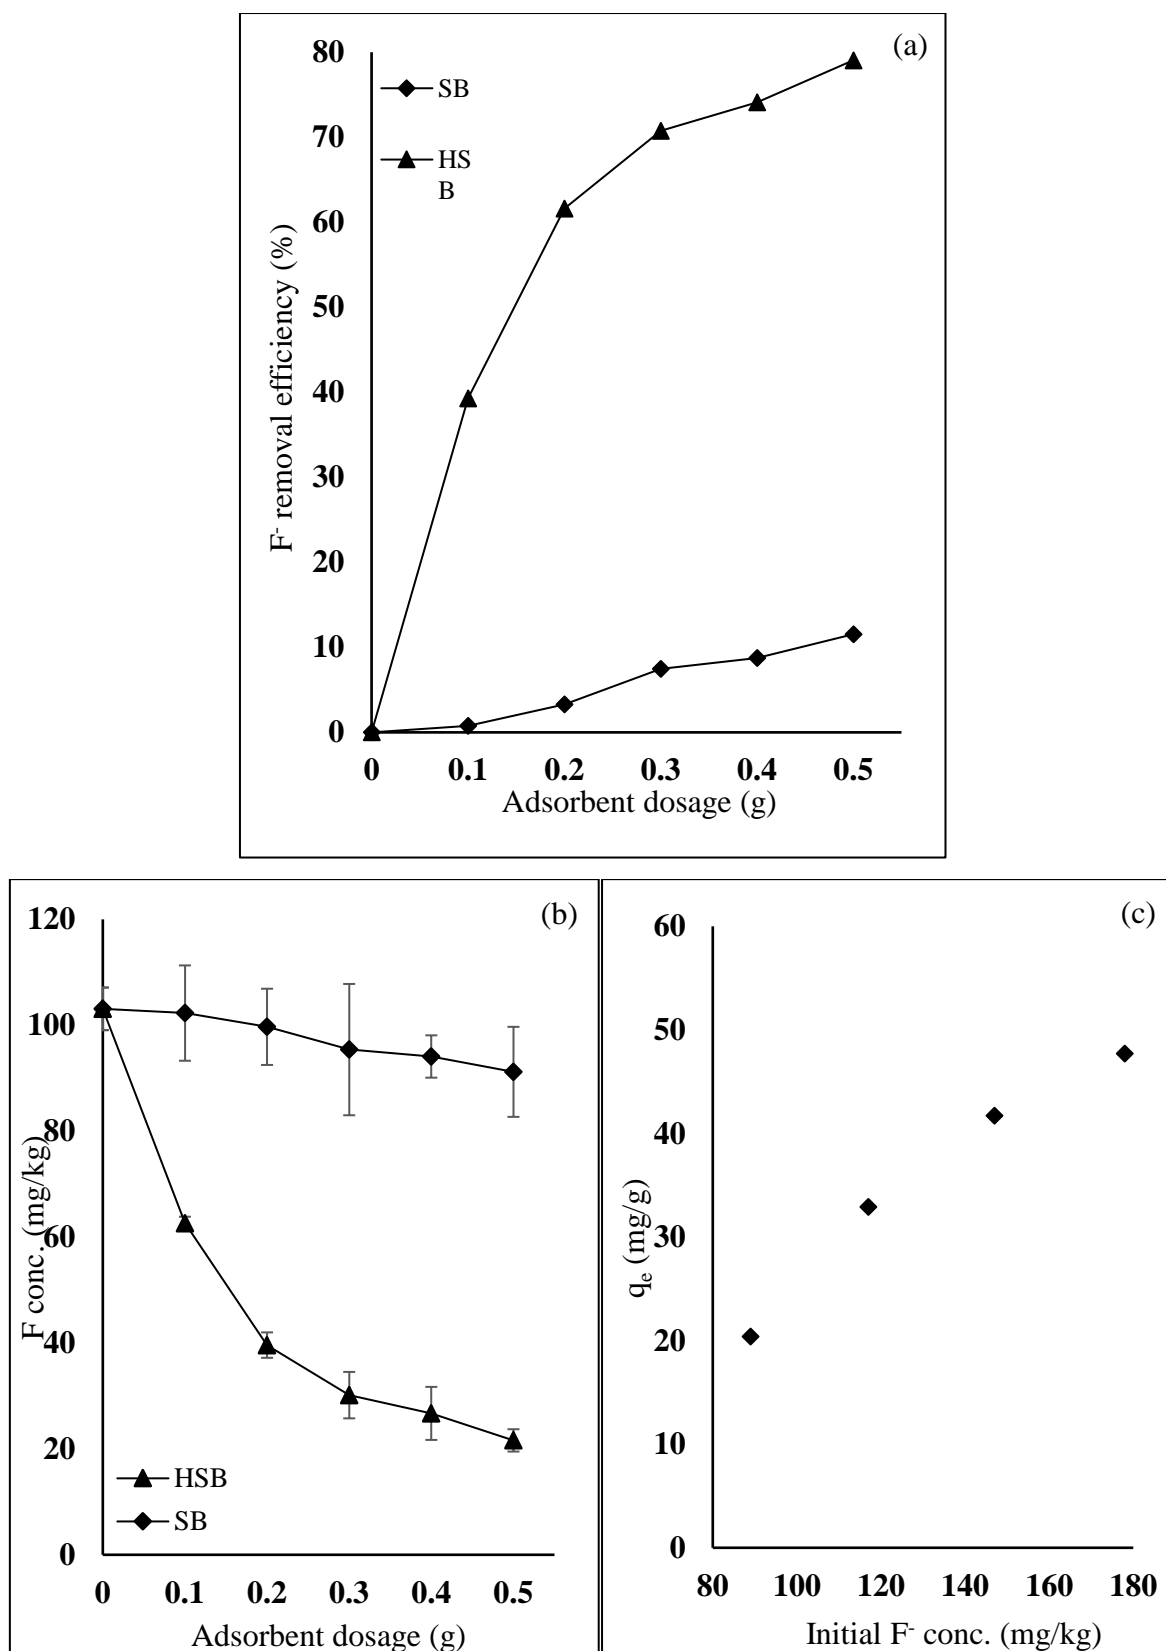 (a)
80
70
60
50
40
30
20
10
0
SB
HS
B
F- removal efficiency (%)
0 0.1 0.2 0.3 0.4 0.5
Adsorbent dosage (g)
(b)
120
100
80
60
40
20
0
F conc. (mg/kg)
HSB
SB
0 0.1 0.2 0.3 0.4 0.5
Adsorbent dosage (g)
(c)
60
50
40
30
20
10
0
qe (mg/g)
80 100 120 140 160 180
Initial F- conc. (mg/kg)